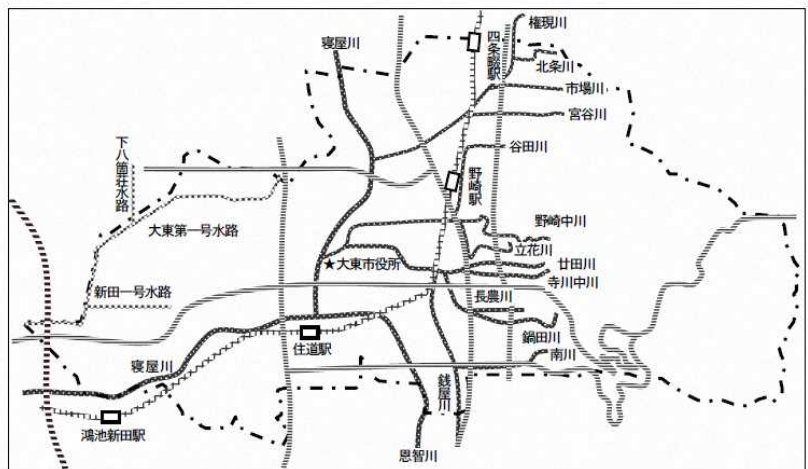 権現川
寝屋川
四条畷駅
北条川
市場川
宮谷川
下八箇荘水路
谷田川
野崎駅
大東第一号水路
野崎中川
立花川
★大東市役所
廿田川
寺川中川
新田一号水路
長農川
鍋田川
住道駅
南川
寝屋川
銭屋川
鴻池新田駅
恩智川